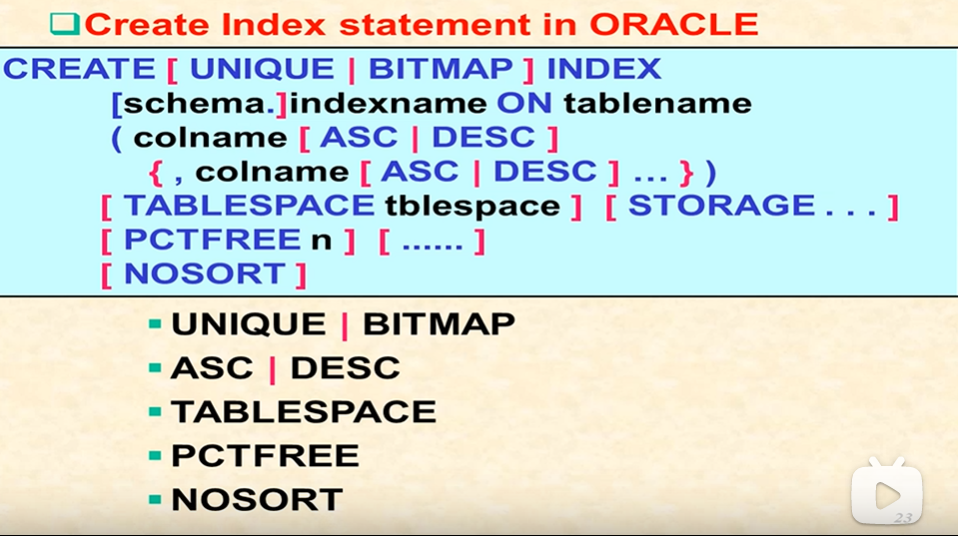 Create Index statement in ORACLE
CREATE [ UNIQUE | BITMAP ] INDEX
[schema.]indexname ON tablename
( colname [ ASC | DESC ]
{ , colname [ ASC | DESC ] ... } )
[ TABLESPACE tblespace ] [ STORAGE . . . ]
[ PCTFREE n ] [ ...... ]
[ NOSORT ]
UNIQUE | BITMAP
ASC | DESC
TABLESPACE
PCTFREE
NOSORT
23